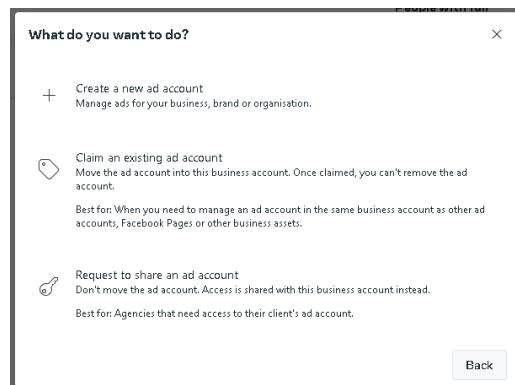 People with full
What do you want to do?
Create a new ad account
Manage ads for your business, brand or organisation.
Claim an existing ad account
Move the ad account into this business account. Once claimed, you can't remove the ad
account.
Best for: When you need to manage an ad account in the same business account as other ad
accounts, Facebook Pages or other business assets.
Request to share an ad account
Don't move the ad account. Access is shared with this business account instead.
Best for: Agencies that need access to their client's ad account.
Back